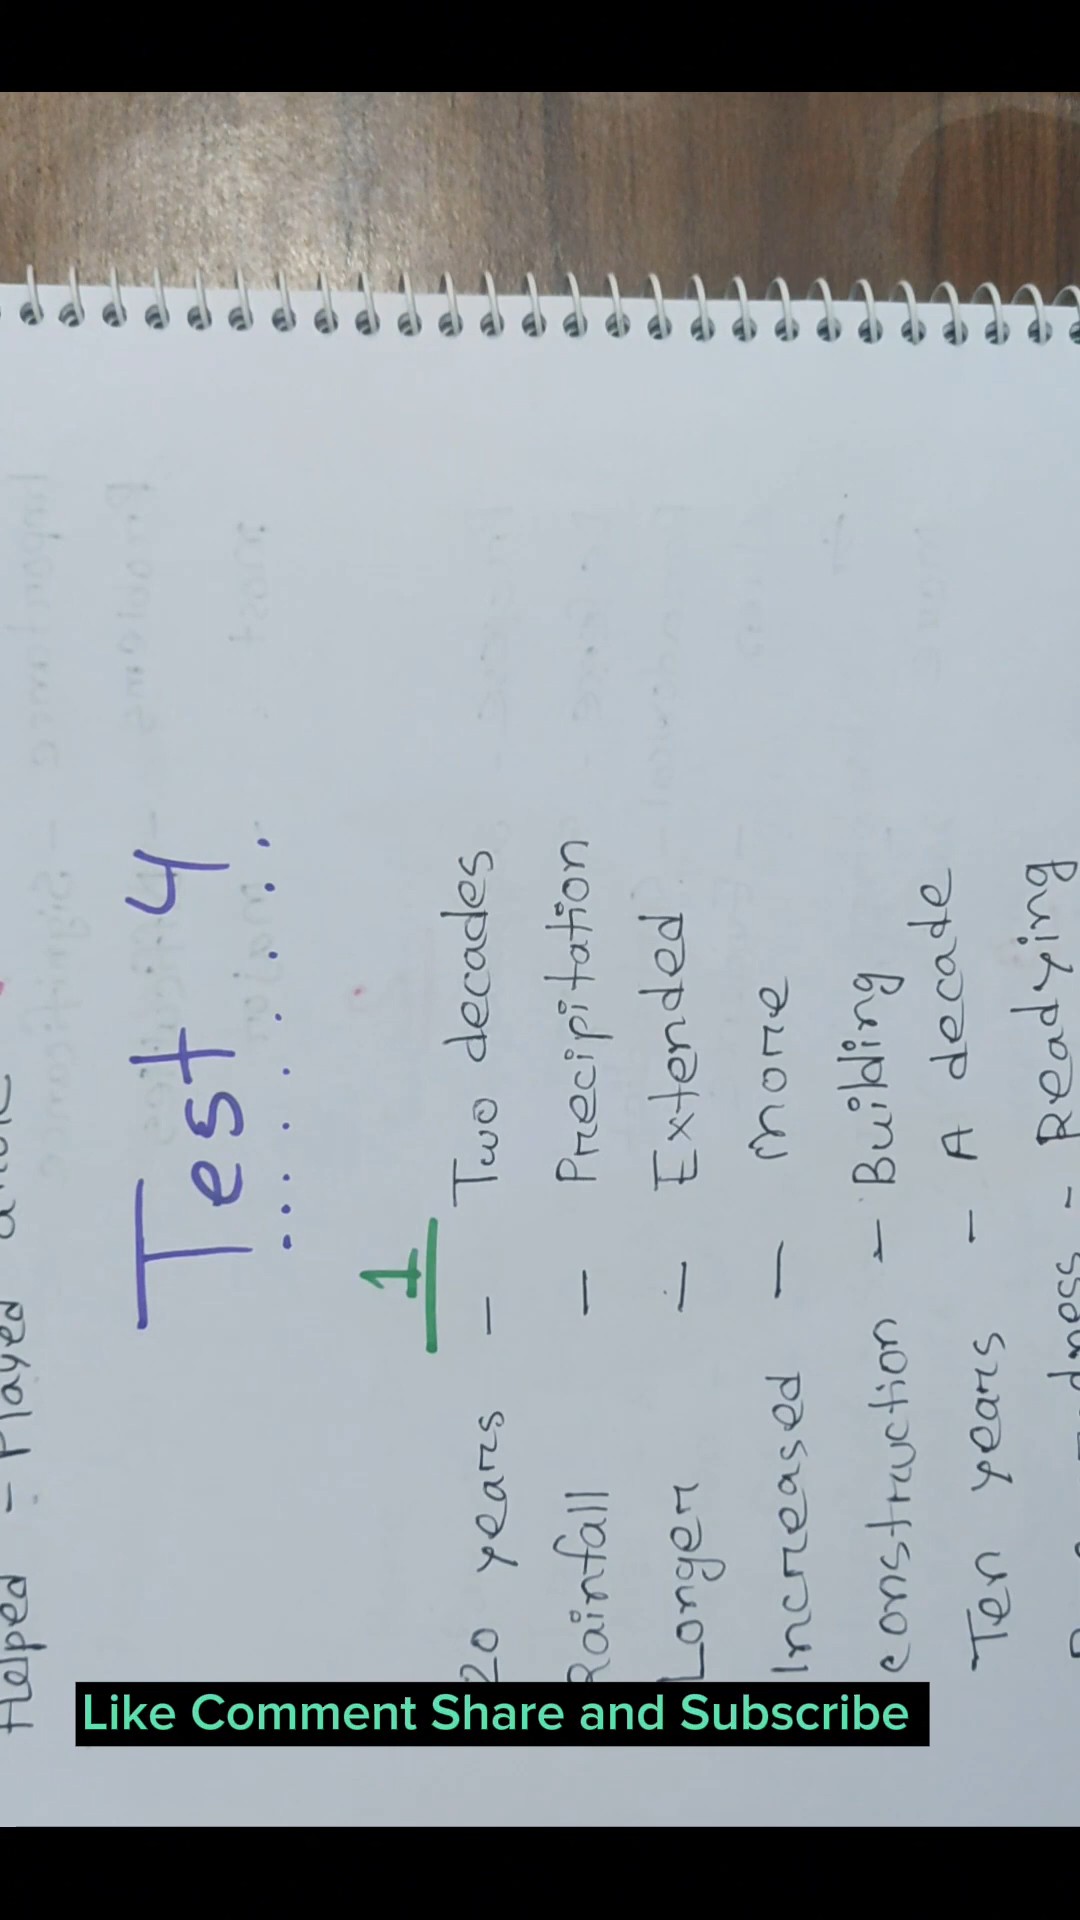 Helped - Played
Test 4
1
20 years - Two decades
Rainfall - Precipitation
Longer - Extended
Increased - more
construction - Building
Ten years - A decade
- Readying
Like Comment Share and Subscribe